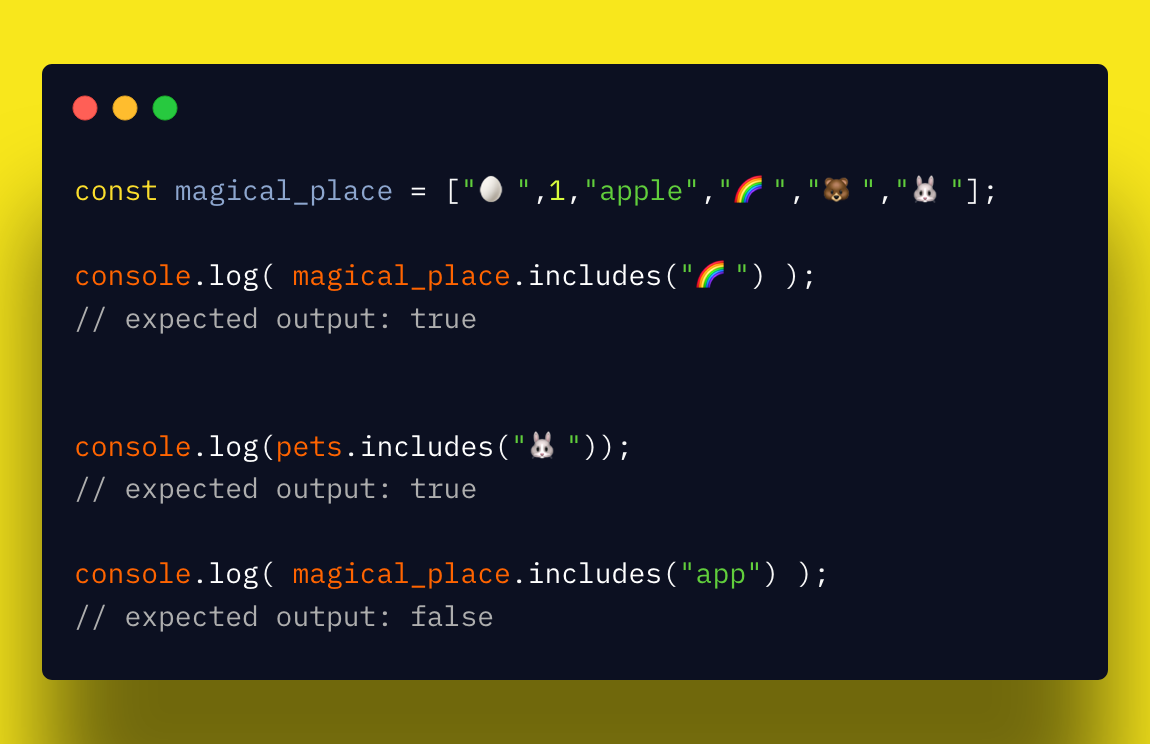 const magical_place = ["🥚 ",1,"apple","🌈 ","🐻 ","🐰 "];
console.log( magical_place.includes("🌈 ") );
// expected output: true
console.log(pets.includes("🐰 "));
// expected output: true
console.log( magical_place.includes("app") );
// expected output: false